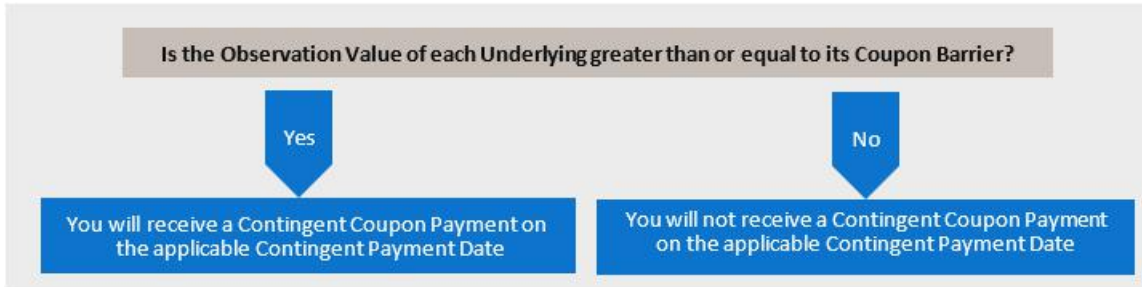 Is the Observation Value of each Underlying greater than or equal to its Coupon Barrier?
Yes
No
You will receive a Contingent Coupon Payment on
the applicable Contingent Payment Date
You will not receive a Contingent Coupon Payment
on the applicable Contingent Payment Date